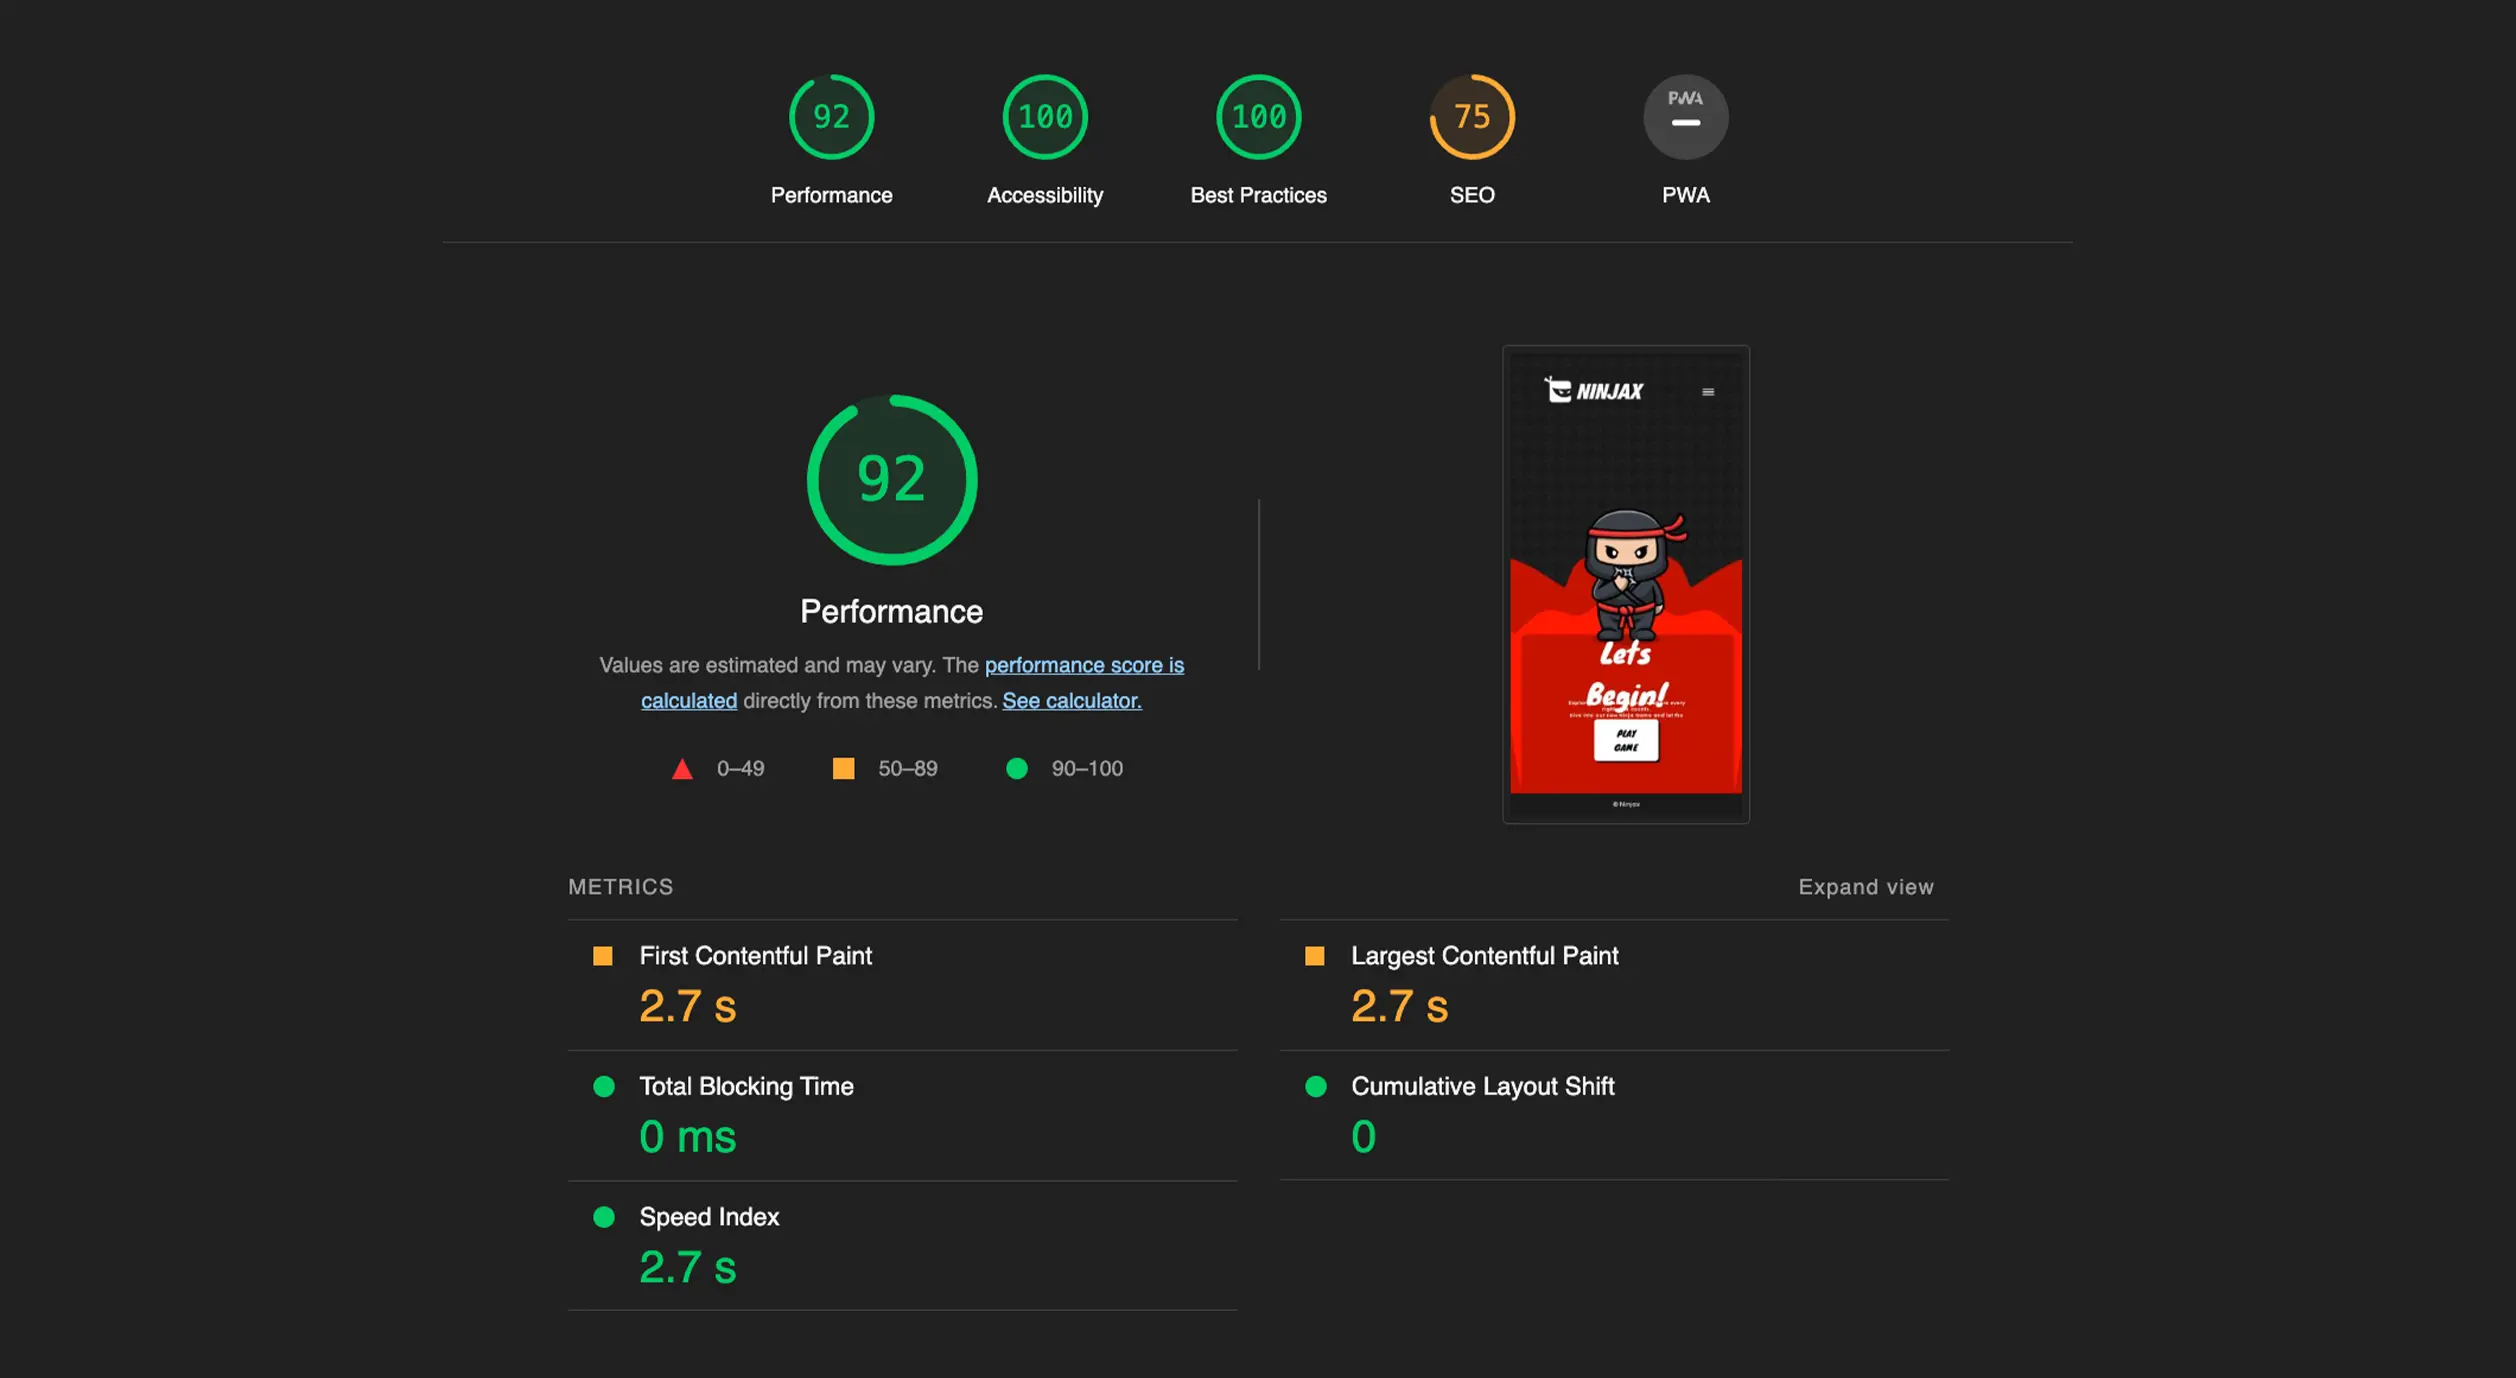 92
100
100
75
PWA
Performance
Accessibility
Best Practices
SEO
PWA
92
Performance
Values are estimated and may vary. The performance score is
calculated directly from these metrics. See calculator.
0–49
50–89
90–100
NINJAX
Lets
Begin!
PLAY
GAME
© Ninjax
METRICS
Expand view
First Contentful Paint
2.7 s
Largest Contentful Paint
2.7 s
Total Blocking Time
0 ms
Cumulative Layout Shift
0
Speed Index
2.7 s